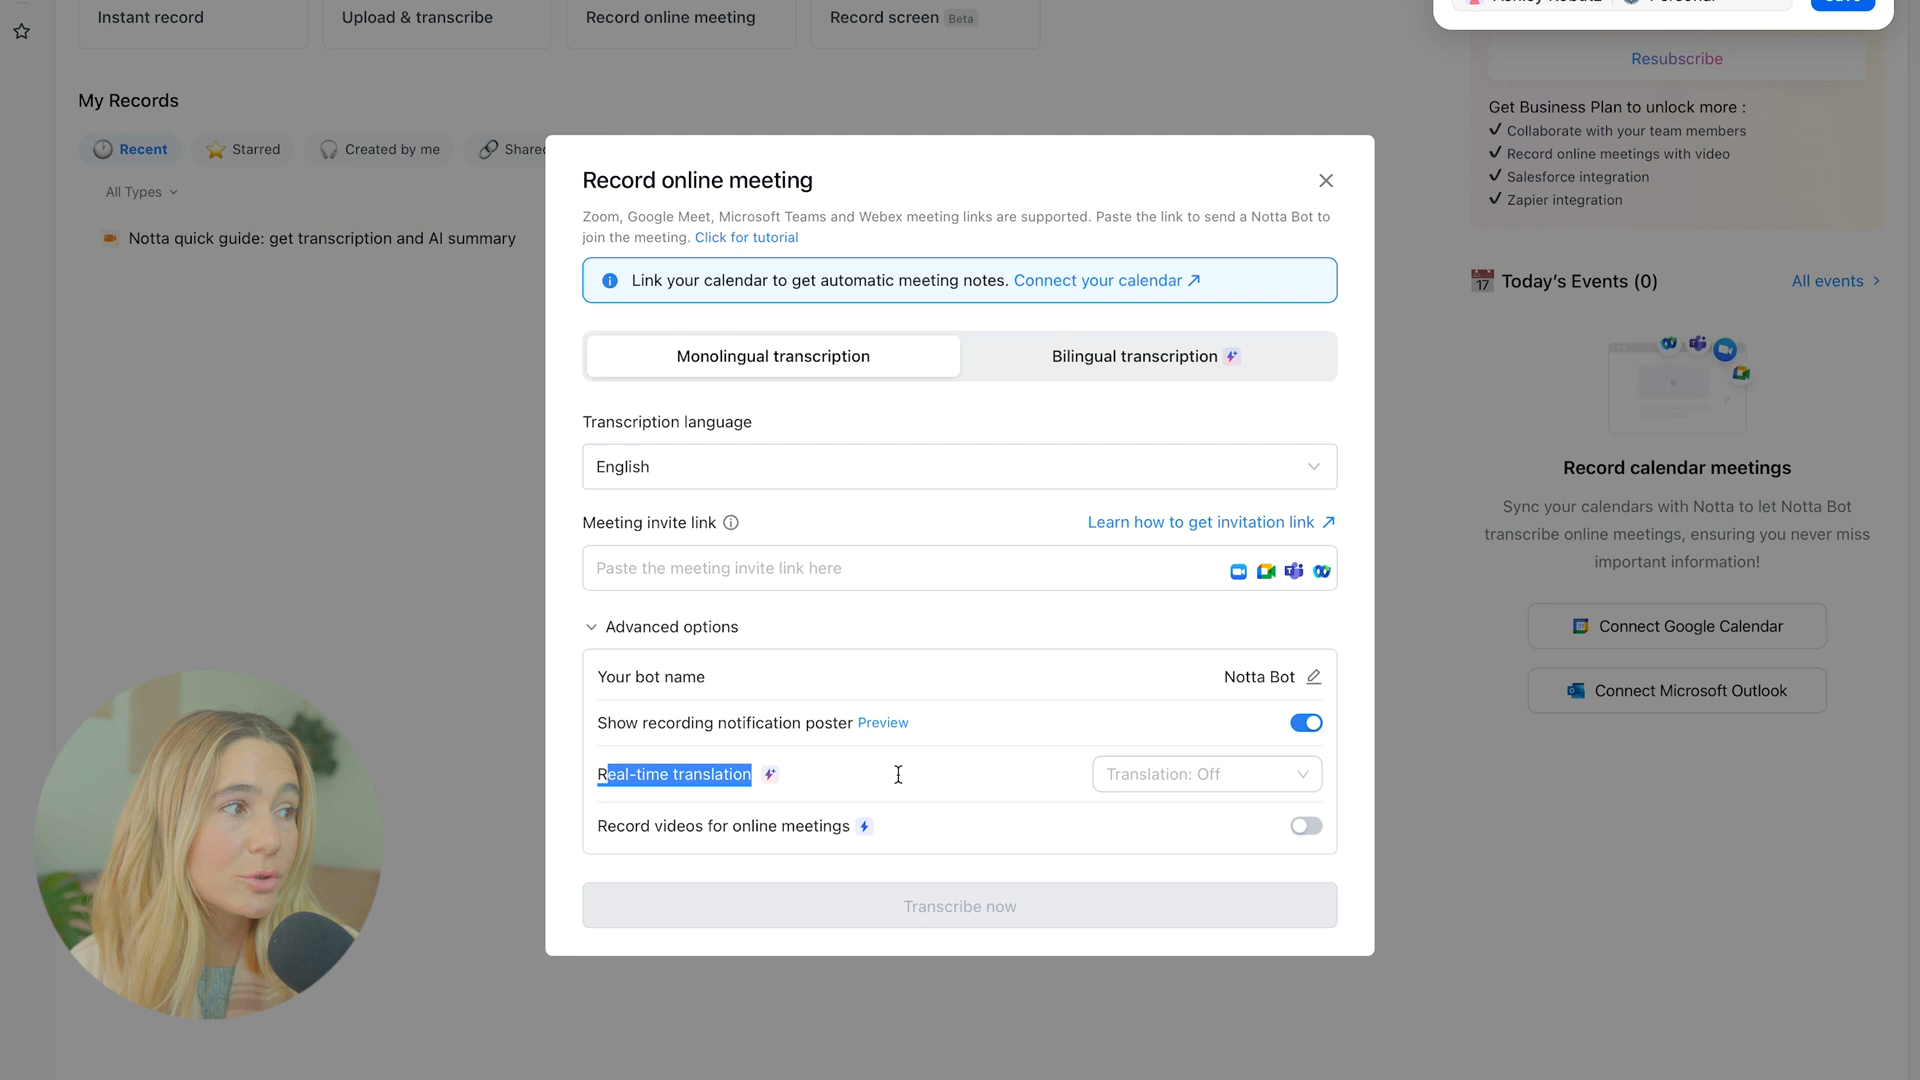 Instant record
Upload & transcribe
Record online meeting
Record screen Beta
Resubscribe
Get Business Plan to unlock more :
Collaborate with your team members
Record online meetings with video
Salesforce integration
Zapier integration
My Records
Recent
Starred
Created by me
All Types
Notta quick guide: get transcription and AI summary
Record online meeting
Zoom, Google Meet, Microsoft Teams and Webex meeting links are supported. Paste the link to send a Notta Bot to
join the meeting. Click for tutorial
Link your calendar to get automatic meeting notes. Connect your calendar
Monolingual transcription
Bilingual transcription
Transcription language
English
Meeting invite link
Learn how to get invitation link
Paste the meeting invite link here
Advanced options
Your bot name
Notta Bot
Show recording notification poster Preview
Real-time translation
Translation: Off
Record videos for online meetings
Transcribe now
17 Today's Events (0)
All events
Record calendar meetings
Sync your calendars with Notta to let Notta Bot
transcribe online meetings, ensuring you never miss
important information!
Connect Google Calendar
Connect Microsoft Outlook